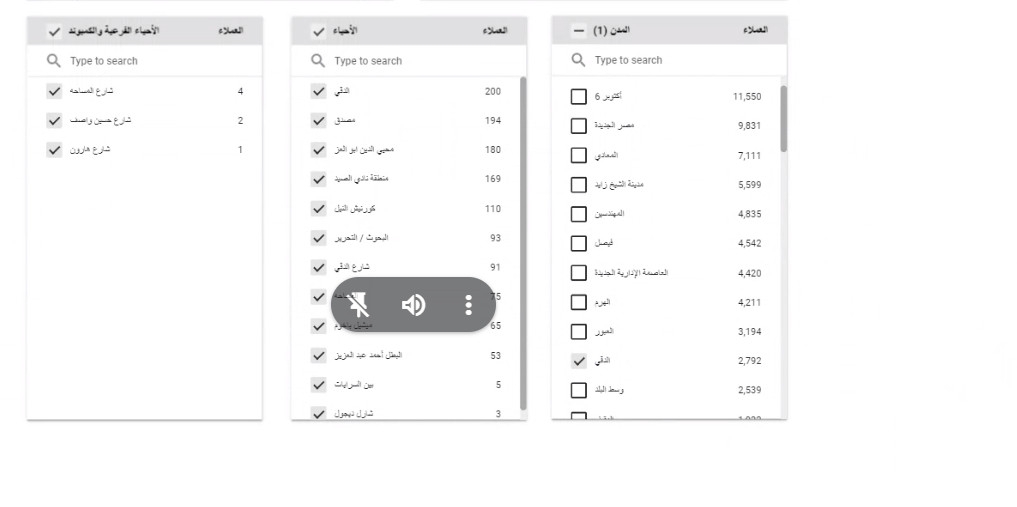 المدن (1) العملاء
Type to search
أكتوبر 6 11,550
مصر الجديدة 9,831
المعادي 7,111
مدينة الشيخ زايد 5,599
المهندسين 4,835
فيصل 4,542
العاصمة الإدارية الجديدة 4,420
الهرم 4,211
العبور 3,194
الدقي 2,792
وسط البلد 2,539
الأحياء العملاء
Type to search
الدقي 200
مصدق 194
محيي الدين ابو العز 180
منطقة نادي الصيد 169
كورنيش النيل 110
البحوث / التحرير 93
شارع الدقي 91
75
65
البطل أحمد عبد العزيز 53
بين السرايات 5
شارل ديجول 3
الأحياء الفرعية والكمبوند العملاء
Type to search
شارع المساحه 4
شارع حسين واصف 2
شارع هارون 1